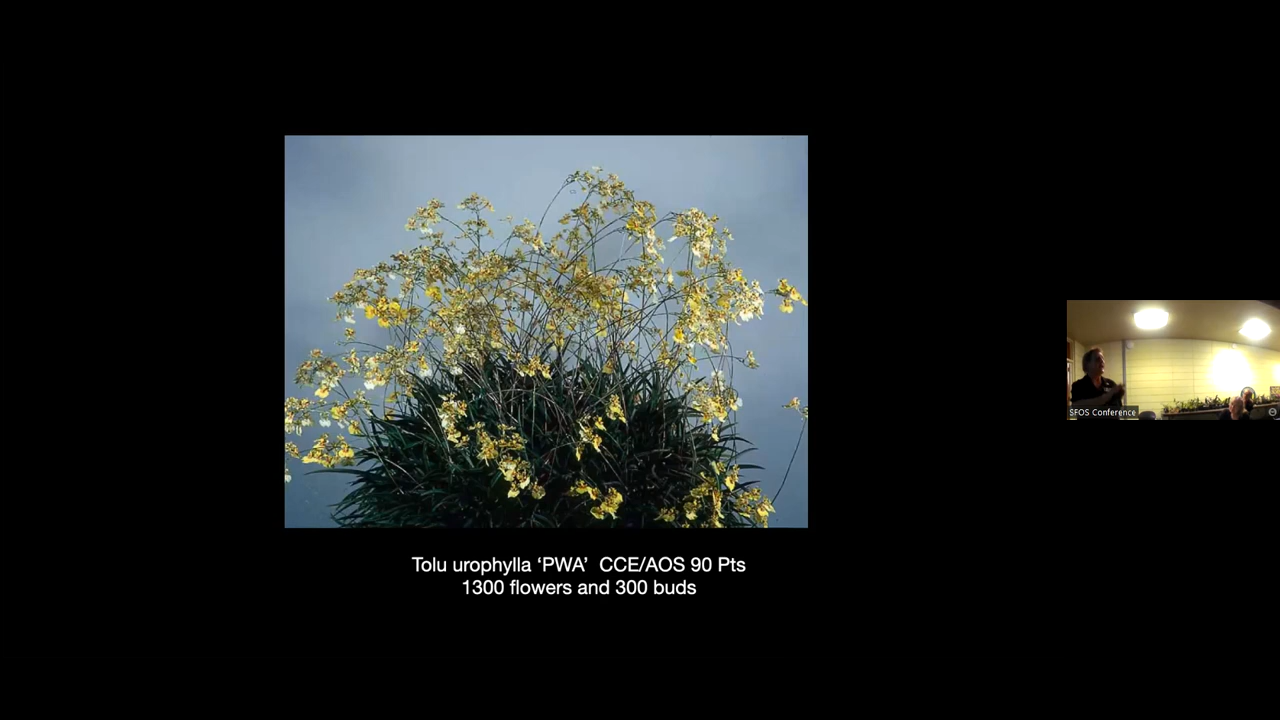 Tolu urophylla ‘PWA’ CCE/AOS 90 Pts
1300 flowers and 300 buds
SFOS Conference